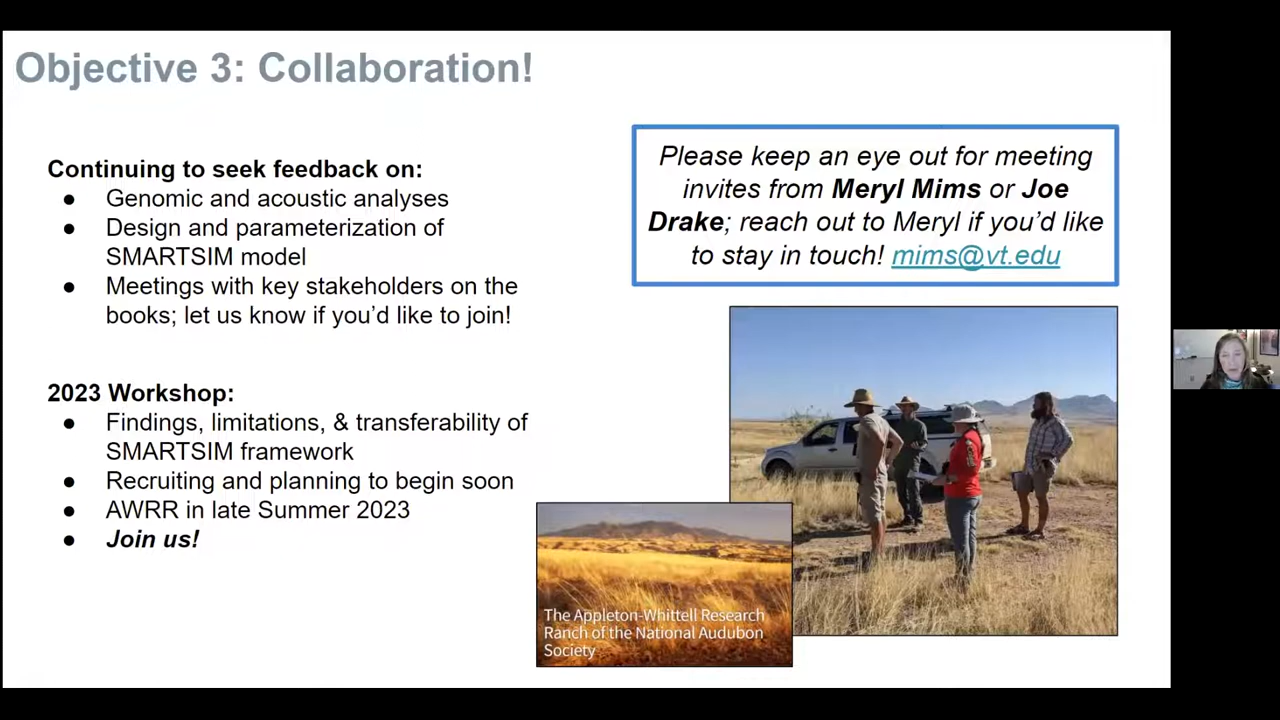 Objective 3: Collaboration!
Continuing to seek feedback on:
● Genomic and acoustic analyses
● Design and parameterization of
SMARTSIM model
● Meetings with key stakeholders on the
books; let us know if you’d like to join!
2023 Workshop:
● Findings, limitations, & transferability of
SMARTSIM framework
● Recruiting and planning to begin soon
● AWRR in late Summer 2023
● Join us!
Please keep an eye out for meeting
invites from Meryl Mims or Joe
Drake; reach out to Meryl if you’d like
to stay in touch! mims@vt.edu
The Appleton-Whittell Research
Ranch of the National Audubon
Society